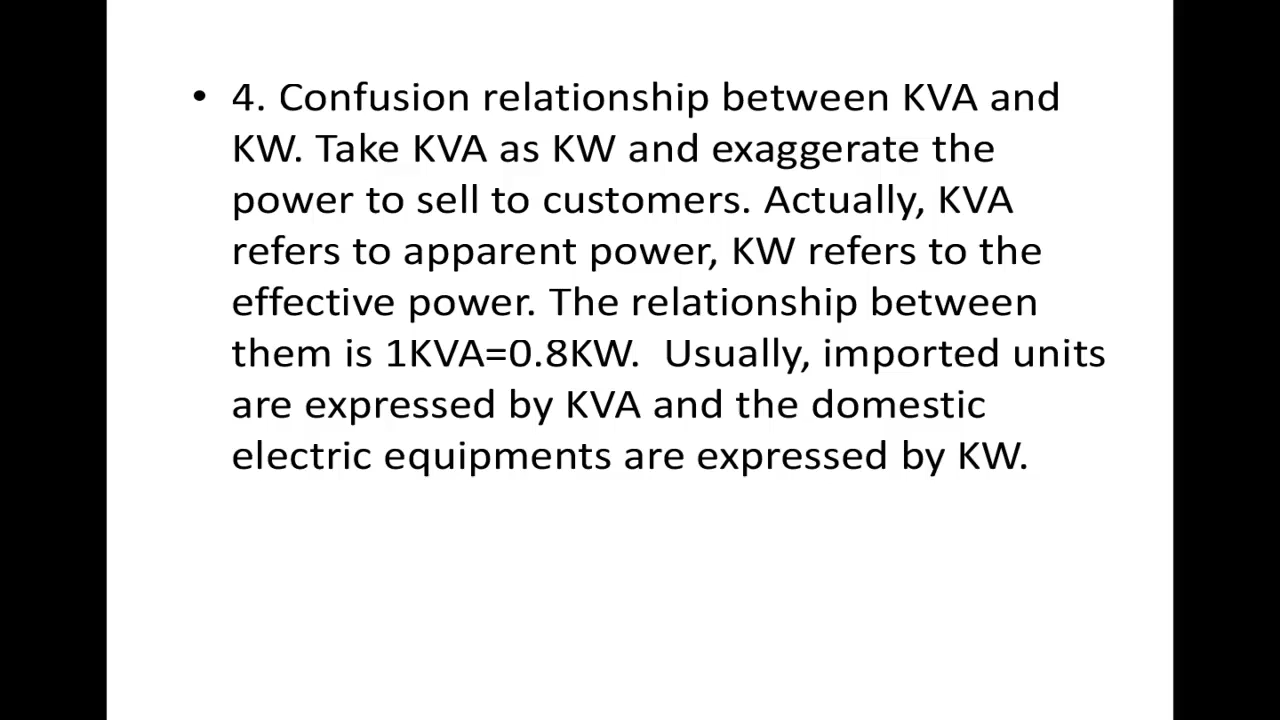 • 4. Confusion relationship between KVA and
KW. Take KVA as KW and exaggerate the
power to sell to customers. Actually, KVA
refers to apparent power, KW refers to the
effective power. The relationship between
them is 1KVA=0.8KW.  Usually, imported units
are expressed by KVA and the domestic
electric equipments are expressed by KW.